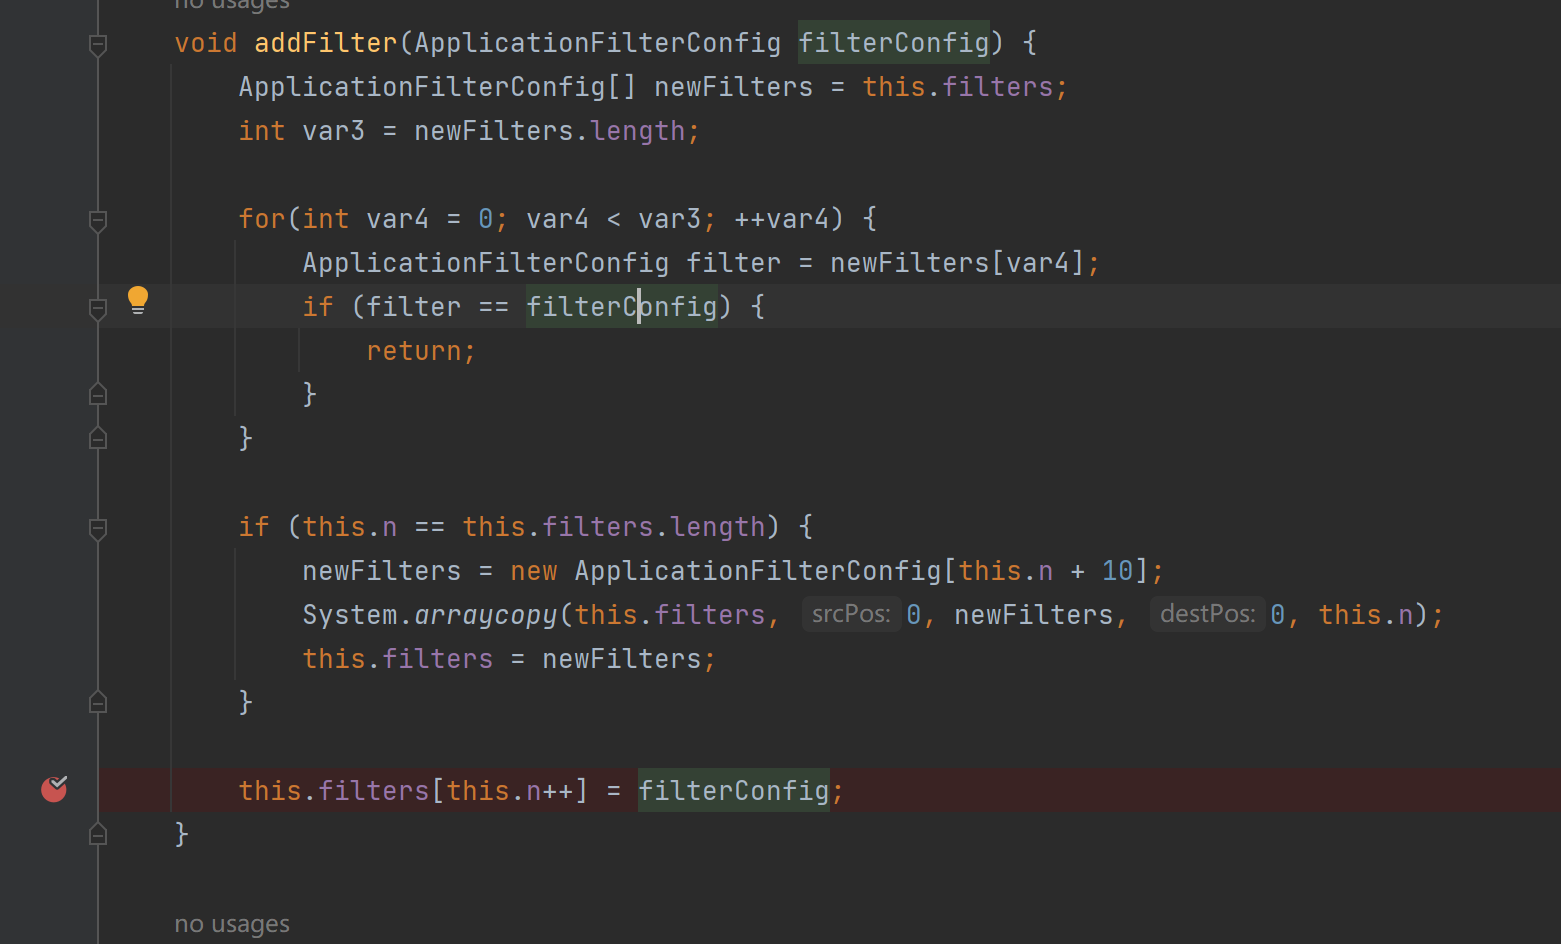 no usages
void addFilter(ApplicationFilterConfig filterConfig) {
ApplicationFilterConfig[] newFilters = this.filters;
int var3 = newFilters.length;
for(int var4 = 0; var4 < var3; ++var4) {
ApplicationFilterConfig filter = newFilters[var4];
if (filter == filterConfig) {
return;
}
}
if (this.n == this.filters.length) {
newFilters = new ApplicationFilterConfig[this.n + 10];
System.arraycopy(this.filters, srcPos: 0, newFilters, destPos: 0, this.n);
this.filters = newFilters;
}
this.filters[this.n++] = filterConfig;
}
no usages